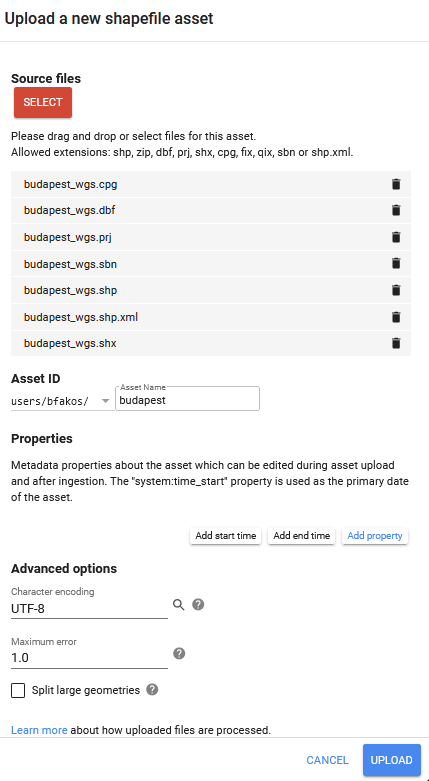 Upload a new shapefile asset
Source files
SELECT
Please drag and drop or select files for this asset.
Allowed extensions: shp, zip, dbf, prj, shx, cpg, fix, qix, sbn or shp.xml.
budapest_wgs.cpg
budapest_wgs.dbf
budapest_wgs.prj
budapest_wgs.sbn
budapest_wgs.shp
budapest_wgs.shp.xml
budapest_wgs.shx
Asset ID
Asset Name
users/bfakos/ budapest
Properties
Metadata properties about the asset which can be edited during asset upload
and after ingestion. The "system:time_start" property is used as the primary date
of the asset.
Add start time Add end time Add property
Advanced options
Character encoding
UTF-8
Maximum error
1.0
Split large geometries
Learn more about how uploaded files are processed.
CANCEL UPLOAD